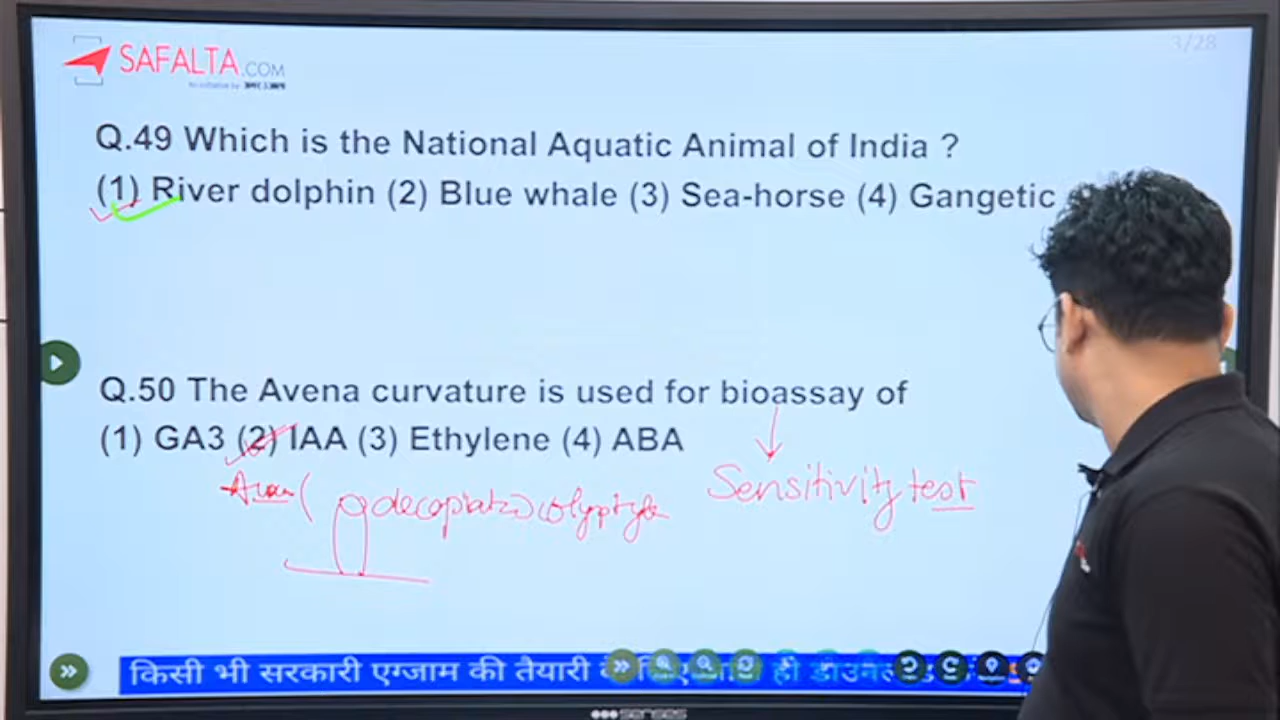 SAFALTA.COM
3/28
Q.49 Which is the National Aquatic Animal of India ?
(1) River dolphin (2) Blue whale (3) Sea-horse (4) Gangetic
Q.50 The Avena curvature is used for bioassay of
(1) GA3 (2) IAA (3) Ethylene (4) ABA
Sensitivity test
किसी भी सरकारी एग्जाम की तैयारी